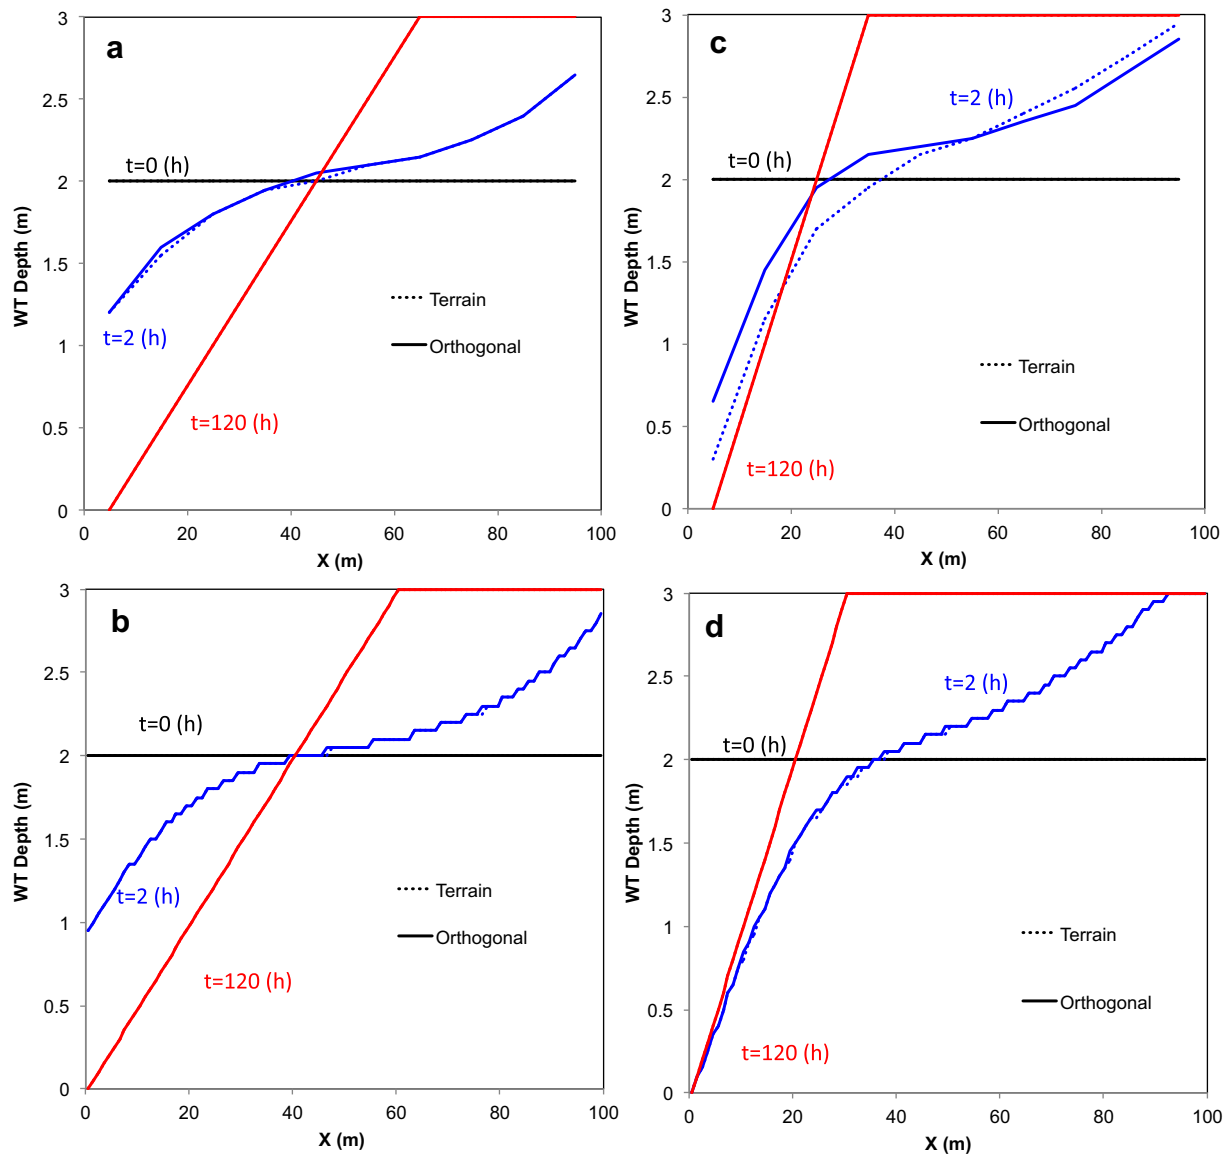 a
3
2.5
2
1.5
1
0.5
0
WT Depth (m)
t=0 (h)
t=2 (h)
t=120 (h)
Terrain
Orthogonal
0 20 40 60 80 100
X (m)
c
3
2.5
2
1.5
1
0.5
0
WT Depth (m)
t=2 (h)
t=0 (h)
t=120 (h)
Terrain
Orthogonal
0 20 40 60 80 100
X (m)
b
3
2.5
2
1.5
1
0.5
0
WT Depth (m)
t=0 (h)
t=2 (h)
t=120 (h)
Terrain
Orthogonal
0 20 40 60 80 100
X (m)
d
3
2.5
2
1.5
1
0.5
0
WT Depth (m)
t=2 (h)
t=0 (h)
t=120 (h)
Terrain
Orthogonal
0 20 40 60 80 100
X (m)